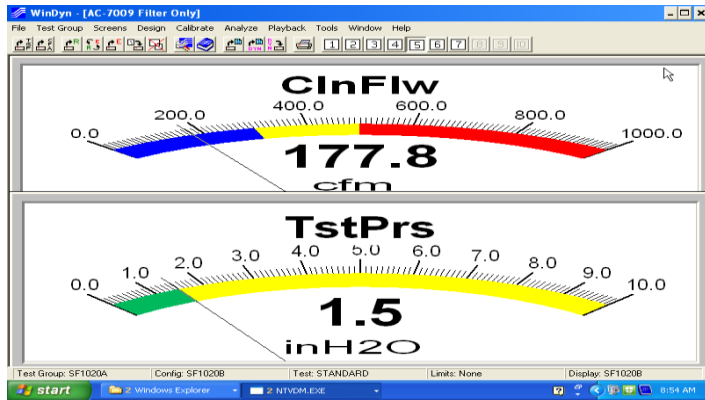 WinDyn - [AC-7009 Filter Only]
File Test Group Screens Design Calibrate Analyze Playback Tools Window Help
1 2 3 4 5 6 7 8 9 10
ClnFlw
0.0 200.0 400.0 600.0 800.0 1000.0
177.8
cfm
TstPrs
0.0 1.0 2.0 3.0 4.0 5.0 6.0 7.0 8.0 9.0 10.0
1.5
inH2O
Test Group: SF1020A Config: SF1020B Test: STANDARD Limits: None Display: SF1020B
start 2 Windows Explorer 2 NTVDM.EXE 8:54 AM